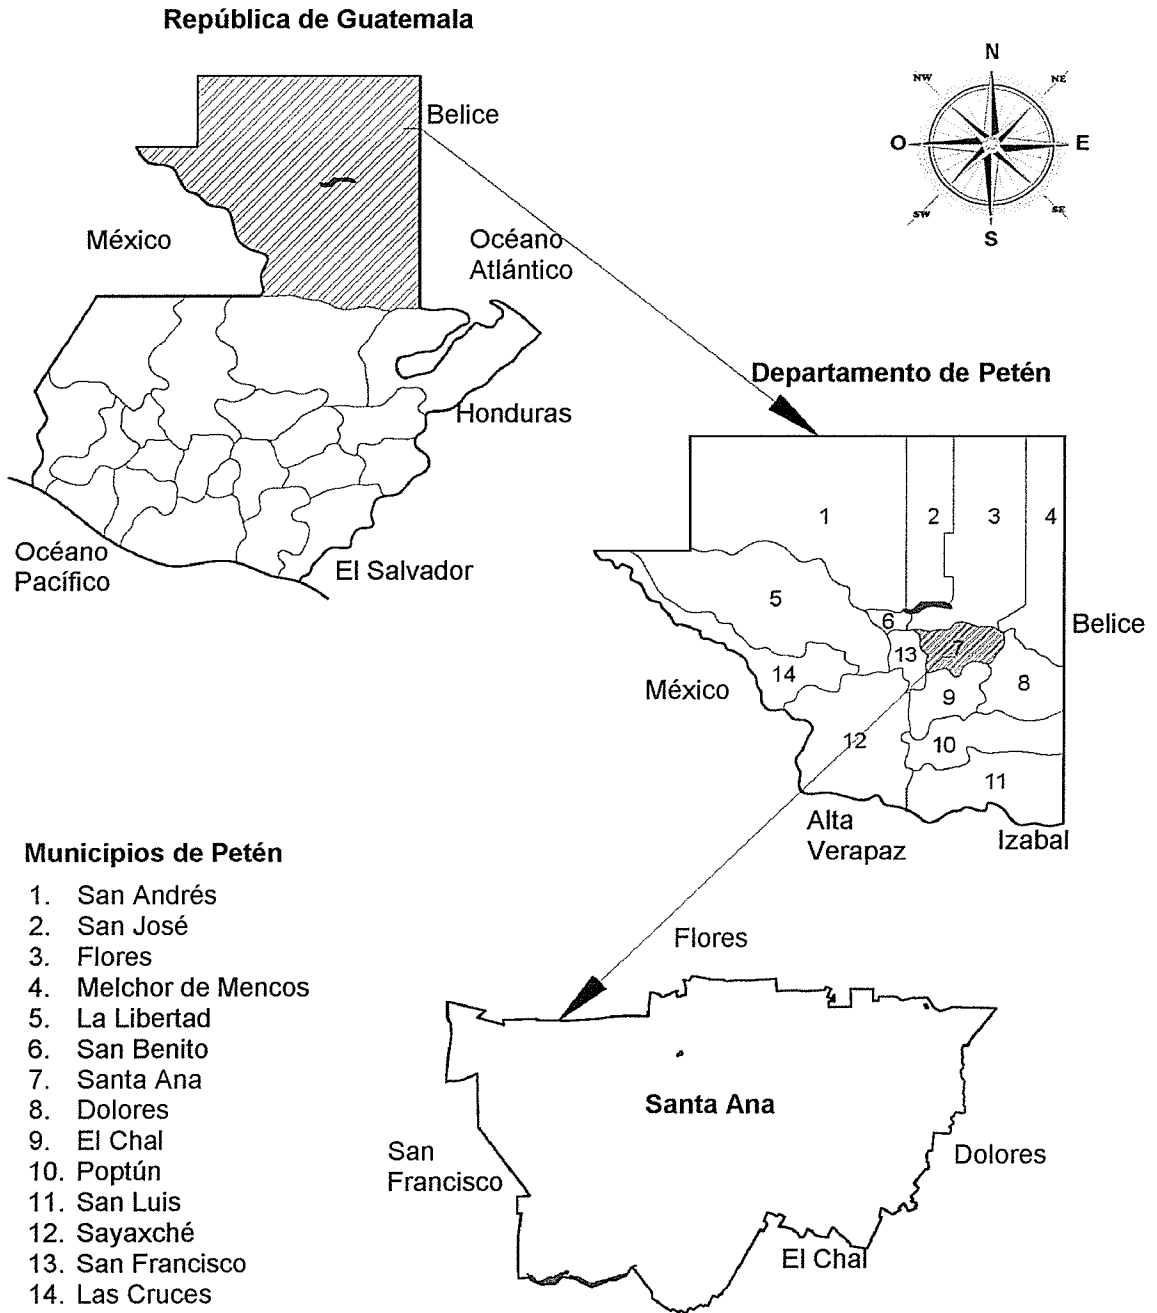 República de Guatemala
N
NW
NE
O
E
SW
SE
S
Belice
México
Océano
Atlántico
Honduras
Océano
Pacífico
El Salvador
Departamento de Petén
1
2
3
4
5
6
7
13
14
8
9
12
10
11
Belice
México
Alta
Verapaz
Izabal
Municipios de Petén
1. San Andrés
2. San José
3. Flores
4. Melchor de Mencos
5. La Libertad
6. San Benito
7. Santa Ana
8. Dolores
9. El Chal
10. Poptún
11. San Luis
12. Sayaxché
13. San Francisco
14. Las Cruces
Flores
Santa Ana
San
Francisco
Dolores
El Chal